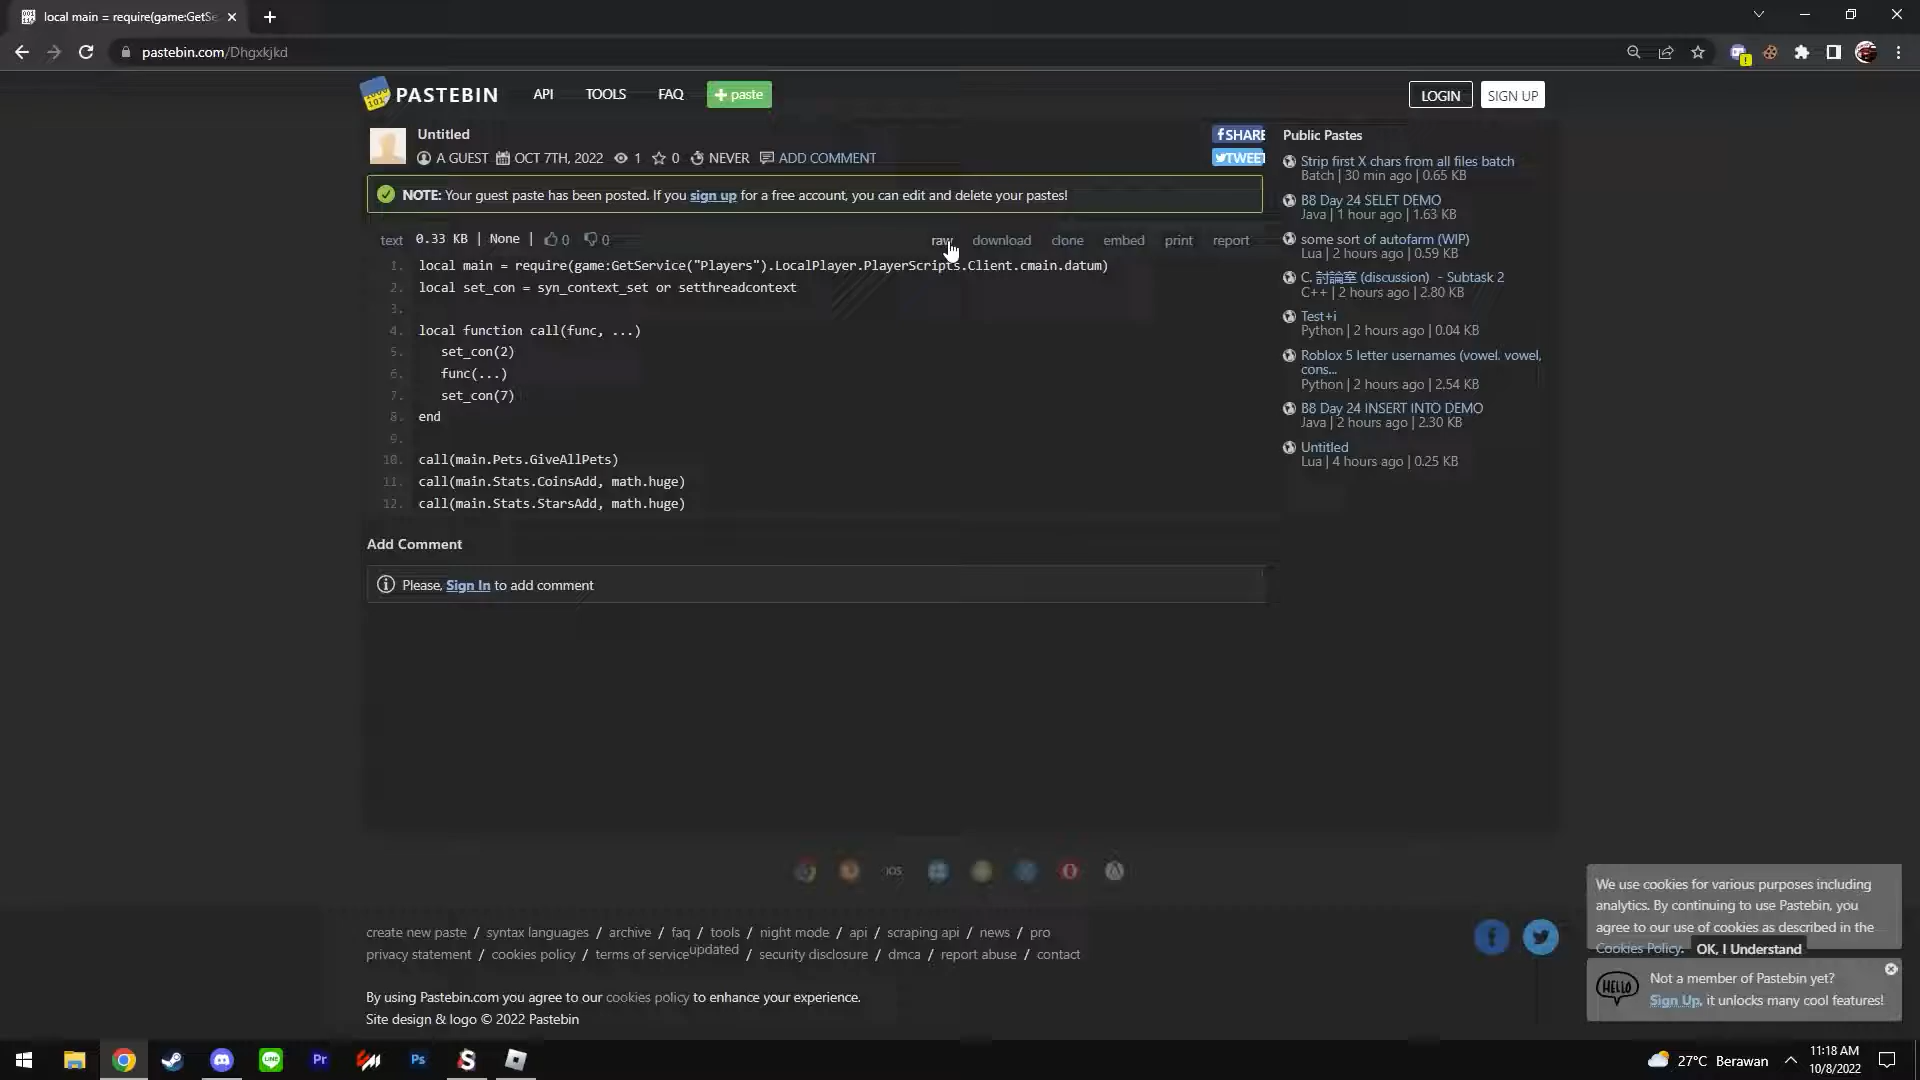 local main = require(game:GetSe
pastebin.com/Dhgxkjkd
PASTEBIN
API
TOOLS
FAQ
+ paste
LOGIN
SIGN UP
Untitled
A GUEST
OCT 7TH, 2022
1
0
NEVER
ADD COMMENT
SHARE
TWEET
NOTE: Your guest paste has been posted. If you sign up for a free account, you can edit and delete your pastes!
text 0.33 KB | None | 0 0
raw download clone embed print report
1. local main = require(game:GetService("Players").LocalPlayer.PlayerScripts.Client.cmain.datum)
2. local set_con = syn_context_set or setthreadcontext
3.
4. local function call(func, ...)
5. set_con(2)
6. func(...)
7. set_con(7)
8. end
9.
10. call(main.Pets.GiveAllPets)
11. call(main.Stats.CoinsAdd, math.huge)
12. call(main.Stats.StarsAdd, math.huge)
Add Comment
Please, Sign In to add comment
Public Pastes
Strip first X chars from all files batch
Batch | 30 min ago | 0.65 KB
B8 Day 24 SELET DEMO
Java | 1 hour ago | 1.63 KB
some sort of autofarm (WIP)
Lua | 2 hours ago | 0.59 KB
C. 討論室 (discussion) - Subtask 2
C++ | 2 hours ago | 2.80 KB
Test+i
Python | 2 hours ago | 0.04 KB
Roblox 5 letter usernames (vowel. vowel,
cons...
Python | 2 hours ago | 2.54 KB
B8 Day 24 INSERT INTO DEMO
Java | 2 hours ago | 2.30 KB
Untitled
Lua | 4 hours ago | 0.25 KB
iOS
create new paste / syntax languages / archive / faq / tools / night mode / api / scraping api / news / pro
privacy statement / cookies policy / terms of service updated / security disclosure / dmca / report abuse / contact
By using Pastebin.com you agree to our cookies policy to enhance your experience.
Site design & logo © 2022 Pastebin
We use cookies for various purposes including
analytics. By continuing to use Pastebin, you
agree to our use of cookies as described in the
Cookies Policy. OK, I Understand
HELLO
Not a member of Pastebin yet?
Sign Up, it unlocks many cool features!
LINE
Pr
Ps
27°C Berawan
11:18 AM
10/8/2022